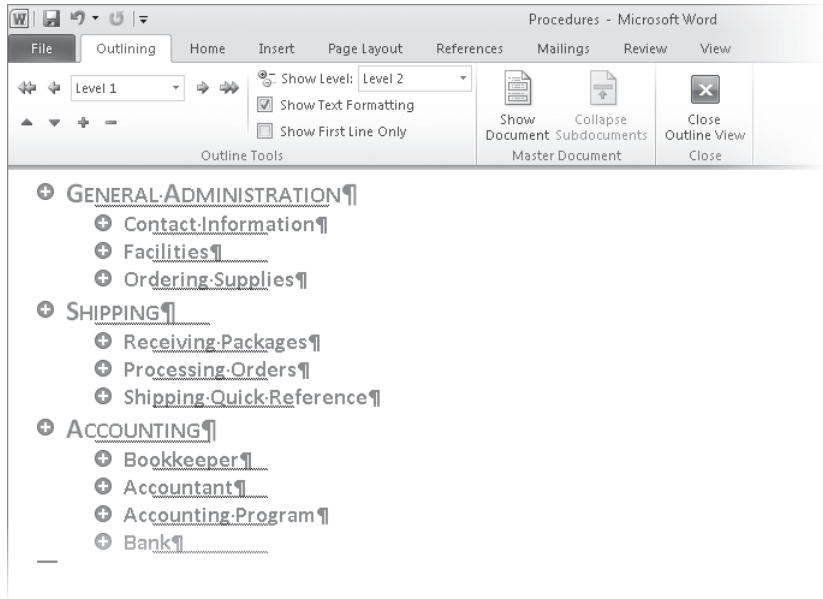 Procedures - Microsoft Word
File Outlining Home Insert Page Layout References Mailings Review View
Level 1
Show Level: Level 2
Show Text Formatting
Show First Line Only
Outline Tools
Show Document
Collapse Subdocuments
Master Document
Close Outline View
Close
GENERAL·ADMINISTRATION¶
Contact·Information¶
Facilities¶
Ordering·Supplies¶
SHIPPING¶
Receiving·Packages¶
Processing·Orders¶
Shipping·Quick·Reference¶
ACCOUNTING¶
Bookkeeper¶
Accountant¶
Accounting·Program¶
Bank¶